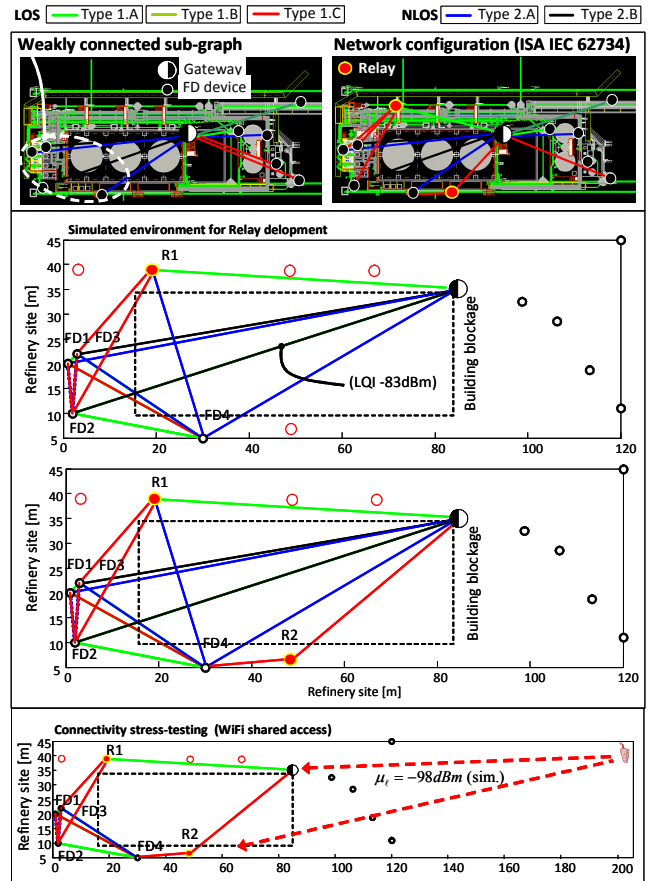 LOS Type 1.A Type 1.B Type 1.C NLOS Type 2.A Type 2.B
Weakly connected sub-graph
Gateway
FD device
Network configuration (ISA IEC 62734)
Relay
Simulated environment for Relay delopment
45
40
35
30
25
20
15
10
5
Refinery site [m]
R1
FD1
FD3
FD2
FD4
(LQI -83dBm)
Building blockage
0 20 40 60 80 100 120
45
40
35
30
25
20
15
10
5
Refinery site [m]
R1
FD1
FD3
FD4
R2
FD2
Building blockage
0 20 40 60 80 100 120
Refinery site [m]
Connectivity stress-testing (WiFi shared access)
45
40
35
30
25
20
15
10
5
Refinery site [m]
R1
μℓ = −98dBm (sim.)
FD1
FD3
R2
FD2
FD4
0 20 40 60 80 100 120 140 160 180 200